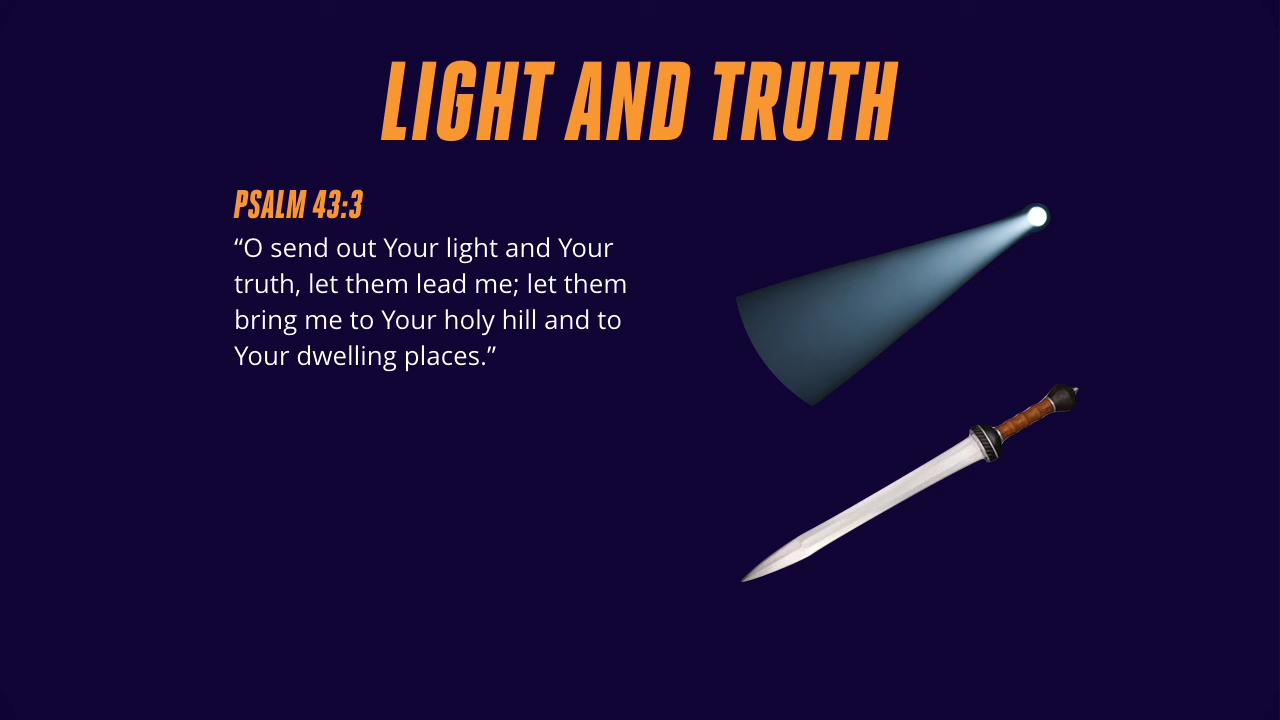 LIGHT AND TRUTH
PSALM 43:3
“O send out Your light and Your
truth, let them lead me; let them
bring me to Your holy hill and to
Your dwelling places.”